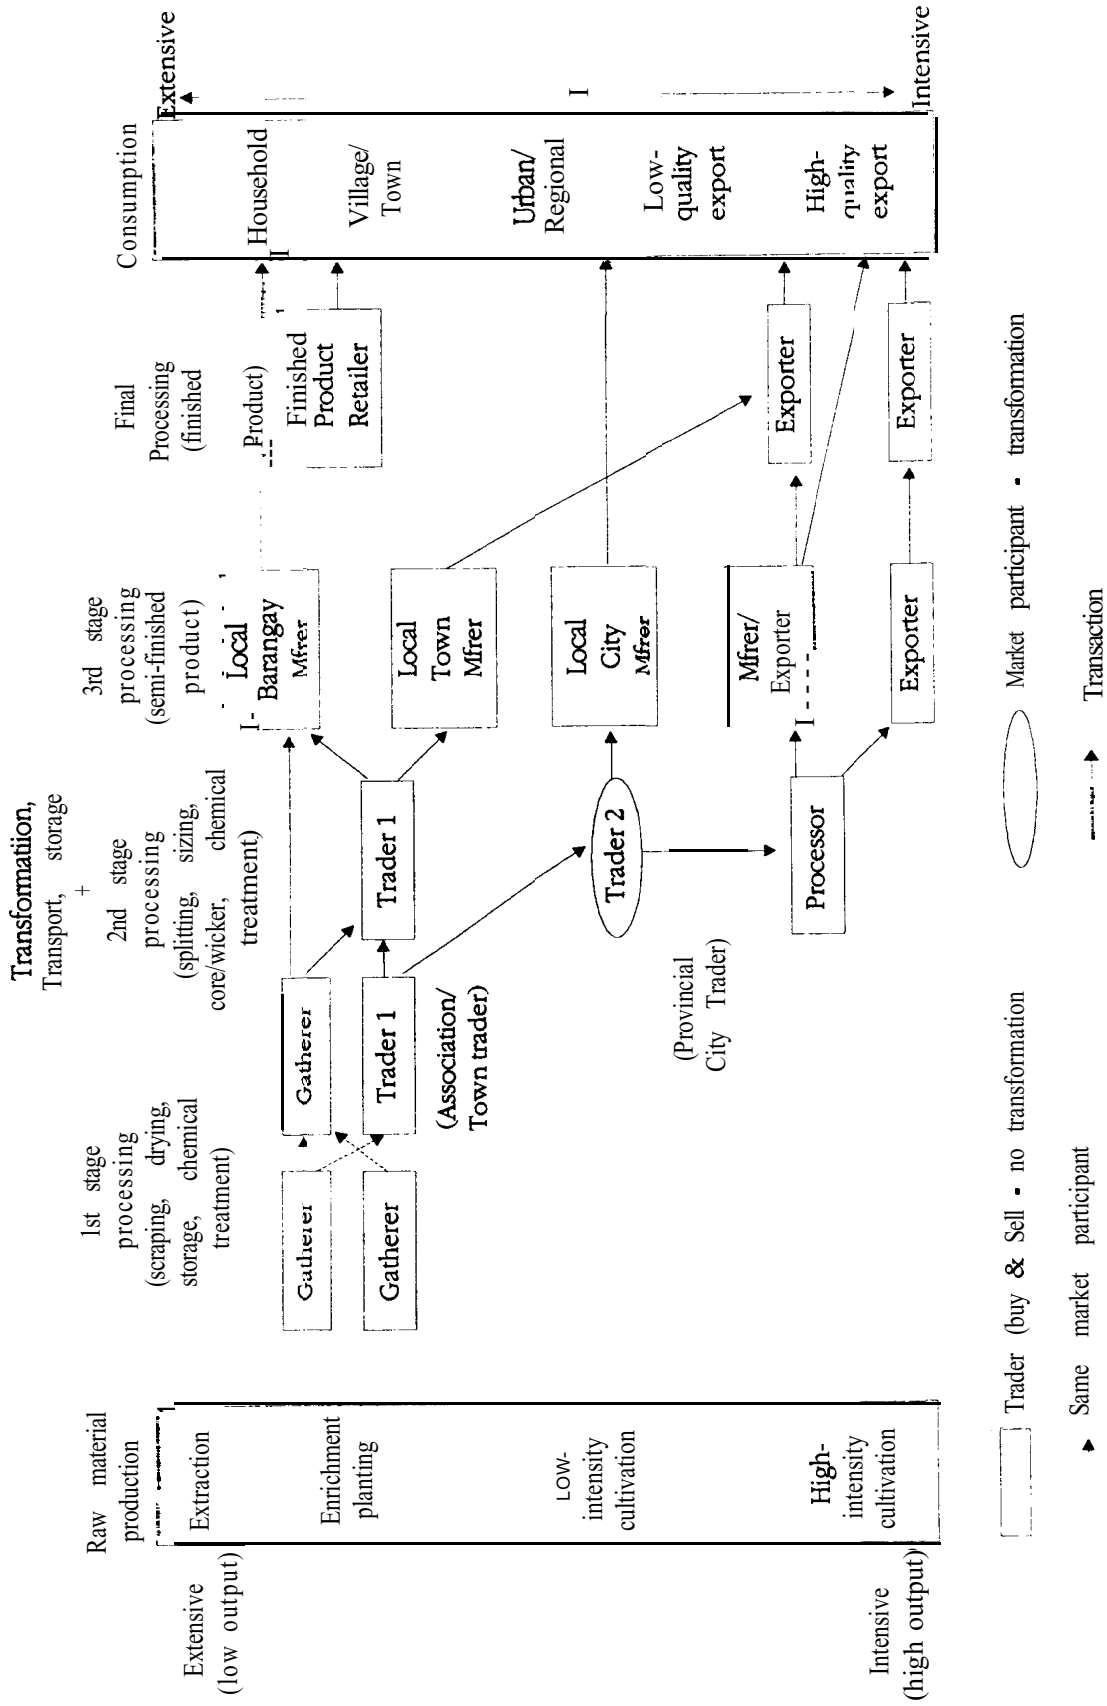 Transformatiion,
Transport, storage
+
Raw material
production
1st stage
processing
(scraping, drying,
storage, chemical
treatment)
2nd stage
processing
(splitting, sizing,
core/wicker, chemical
treatment)
3rd stage
processing
(semi-finished
product)
Final
Processing
(finished
Product)
Consumption
Extensive
(low output)
Extraction
Enrichment
planting
LOW-
intensity
cultivation
High-
intensity
cultivation
Intensive
(high output)
Gatherer
Gatherer
Gatherer
Trader 1
(Association/
Town trader)
Trader 1
Trader 2
(Provincial
City Trader)
Processor
Local
Barangay
Mfrer
Local
Town
Mfrer
Local
City
Mfrer
Mfrer/
Exporter
Exporter
Finished
Product
Retailer
Exporter
Exporter
Extensive
Household
Village/
Town
Urban/
Regional
Low-
quality
export
High-
quality
export
Intensive
Trader (buy & Sell - no transformation
Market participant - transformation
Same market participant
Transaction